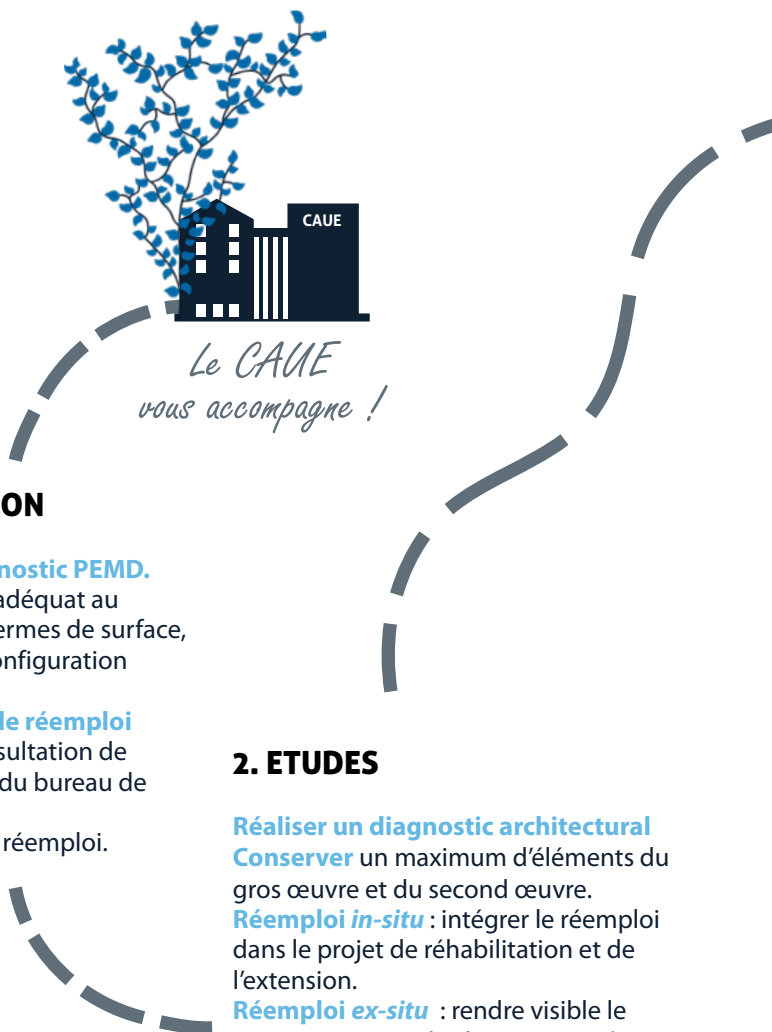 CAUE
Le CAUE
vous accompagne !
ON
nostic PEMD.
adéquat au
ermes de surface,
onfiguration
le réemploi
sultation de
du bureau de
réemploi.
2. ETUDES
Réaliser un diagnostic architectural
Conserver un maximum d’éléments du
gros œuvre et du second œuvre.
Réemploi in-situ : intégrer le réemploi
dans le projet de réhabilitation et de
l’extension.
Réemploi ex-situ : rendre visible le